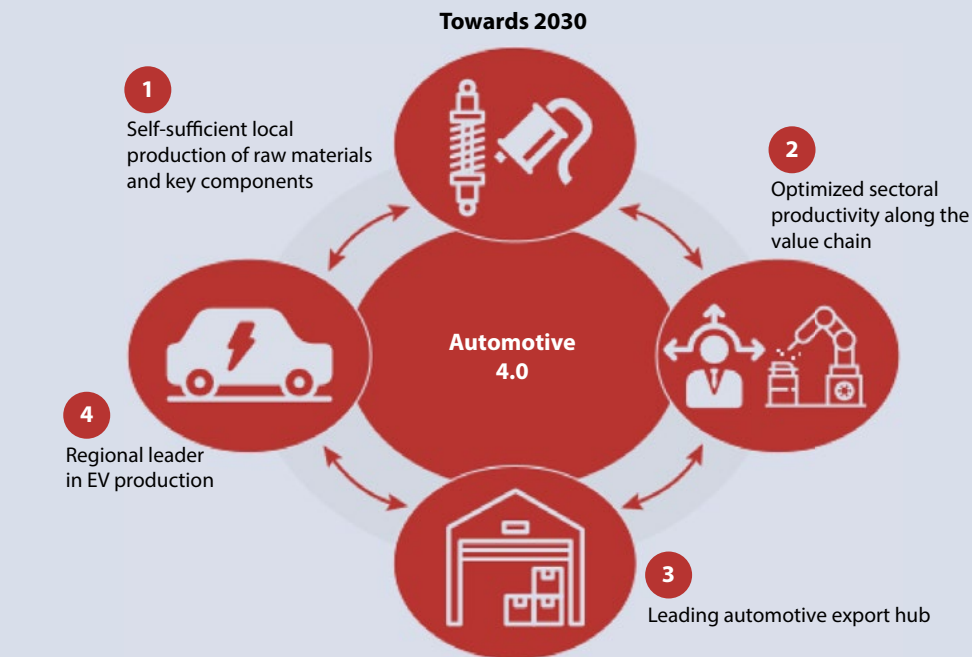 Towards 2030
1
Self-sufficient local
production of raw materials
and key components
2
Optimized sectoral
productivity along the
value chain
Automotive
4.0
4
Regional leader
in EV production
3
Leading automotive export hub